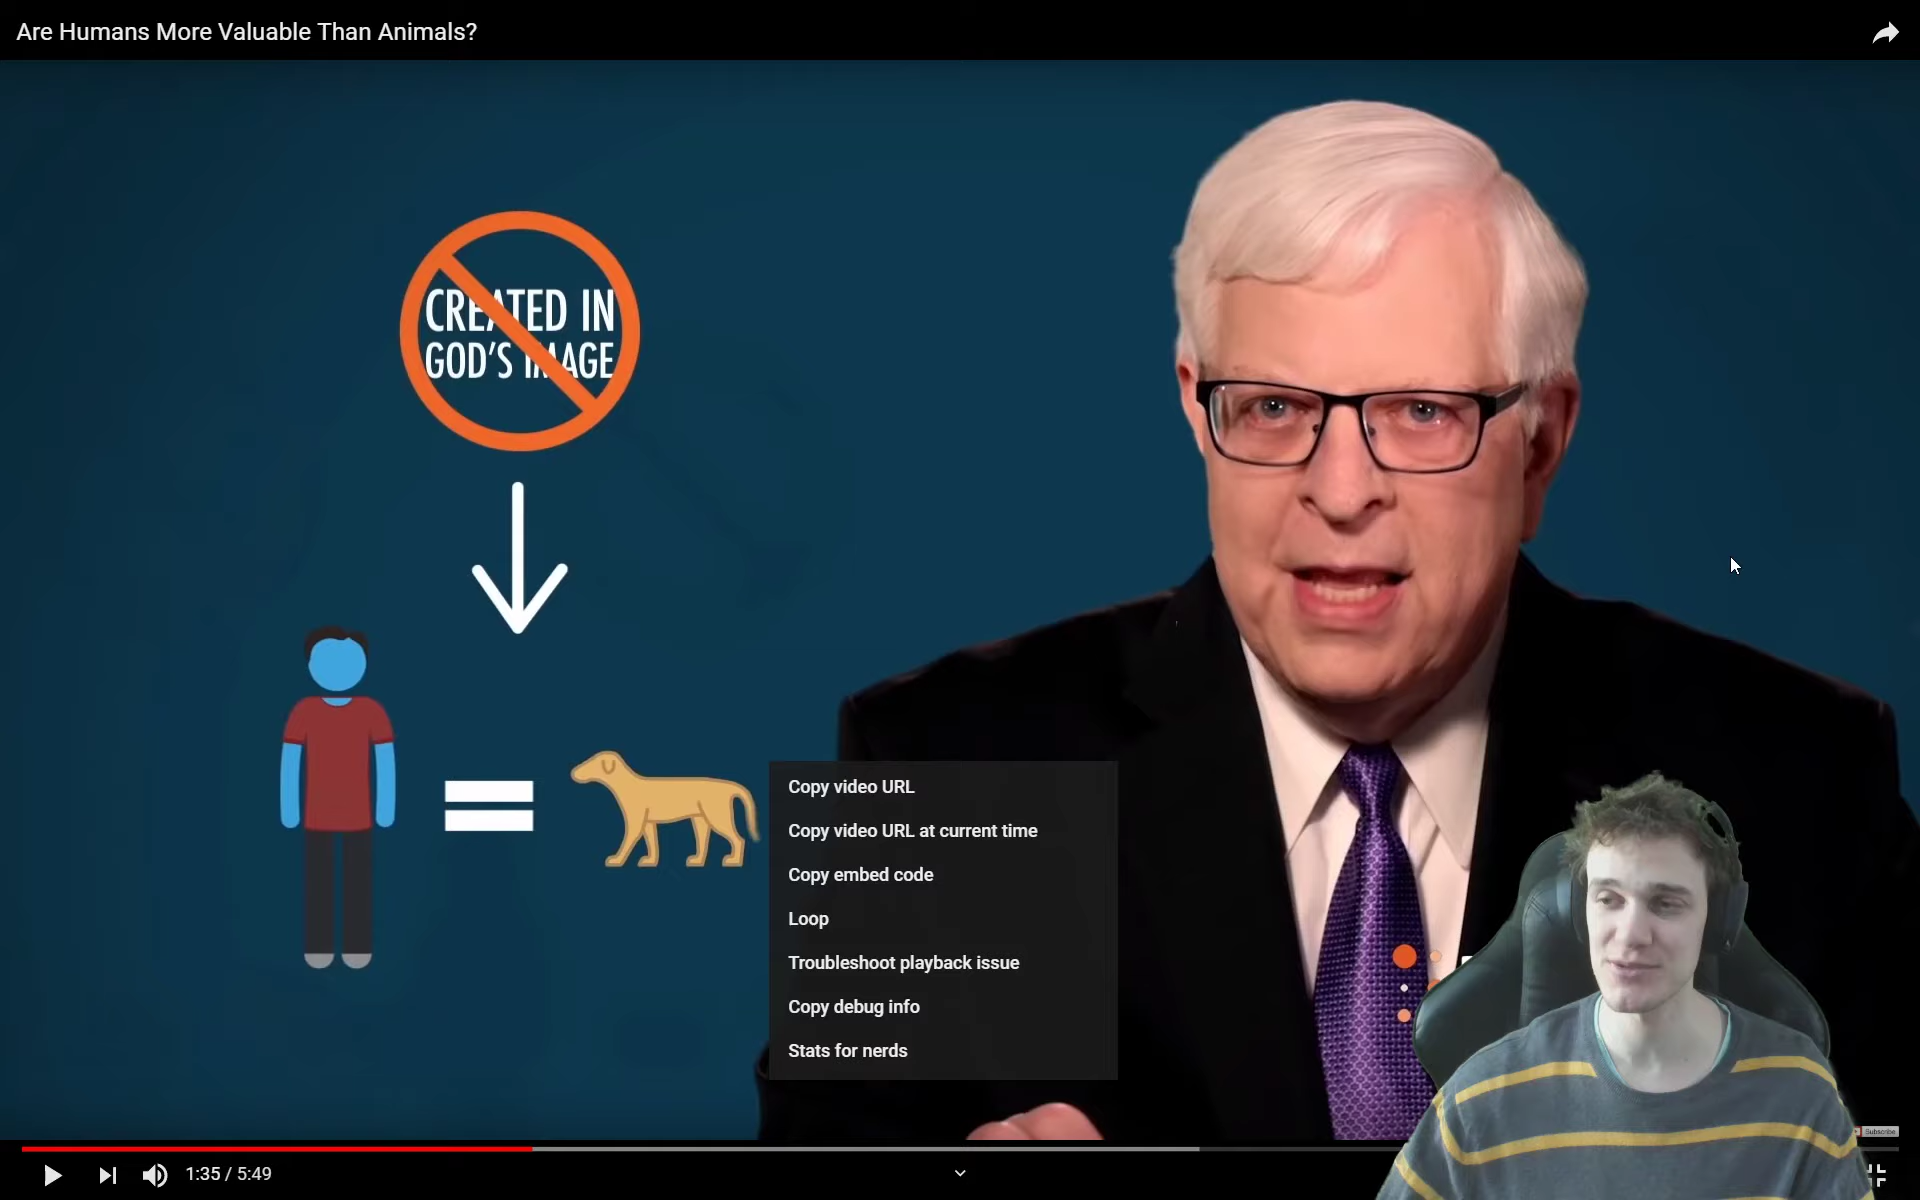 Are Humans More Valuable Than Animals?
CREATED IN
GOD'S IMAGE
Copy video URL
Copy video URL at current time
Copy embed code
Loop
Troubleshoot playback issue
Copy debug info
Stats for nerds
Subscribe
1:35 / 5:49